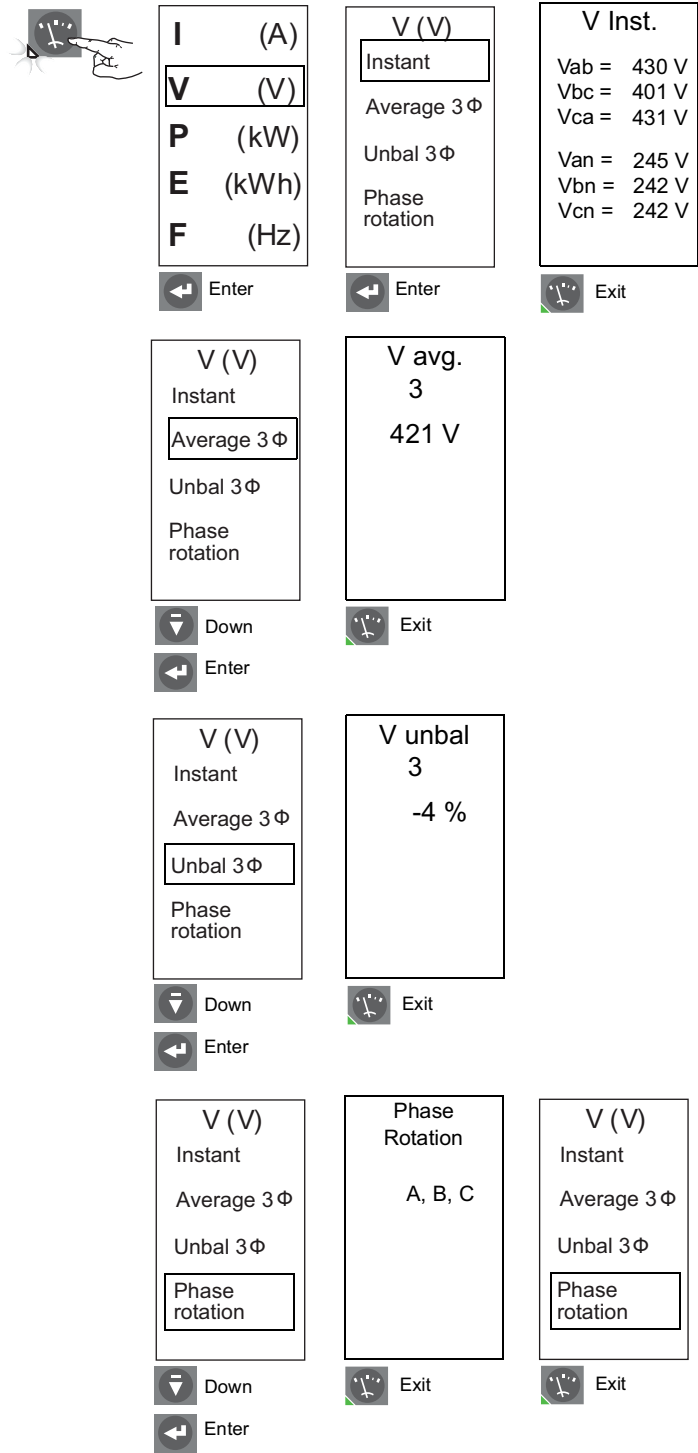 I (A)
V (V)
P (kW)
E (kWh)
F (Hz)
Enter
V (V)
Instant
Average 3Φ
Unbal 3Φ
Phase
rotation
Enter
V Inst.
Vab = 430 V
Vbc = 401 V
Vca = 431 V
Van = 245 V
Vbn = 242 V
Vcn = 242 V
Exit
V (V)
Instant
Average 3Φ
Unbal 3Φ
Phase
rotation
Down
Enter
V avg.
3
421 V
Exit
V (V)
Instant
Average 3Φ
Unbal 3Φ
Phase
rotation
Down
Enter
V unbal
3
-4 %
Exit
V (V)
Instant
Average 3Φ
Unbal 3Φ
Phase
rotation
Down
Enter
Phase
Rotation
A, B, C
Exit
V (V)
Instant
Average 3Φ
Unbal 3Φ
Phase
rotation
Exit